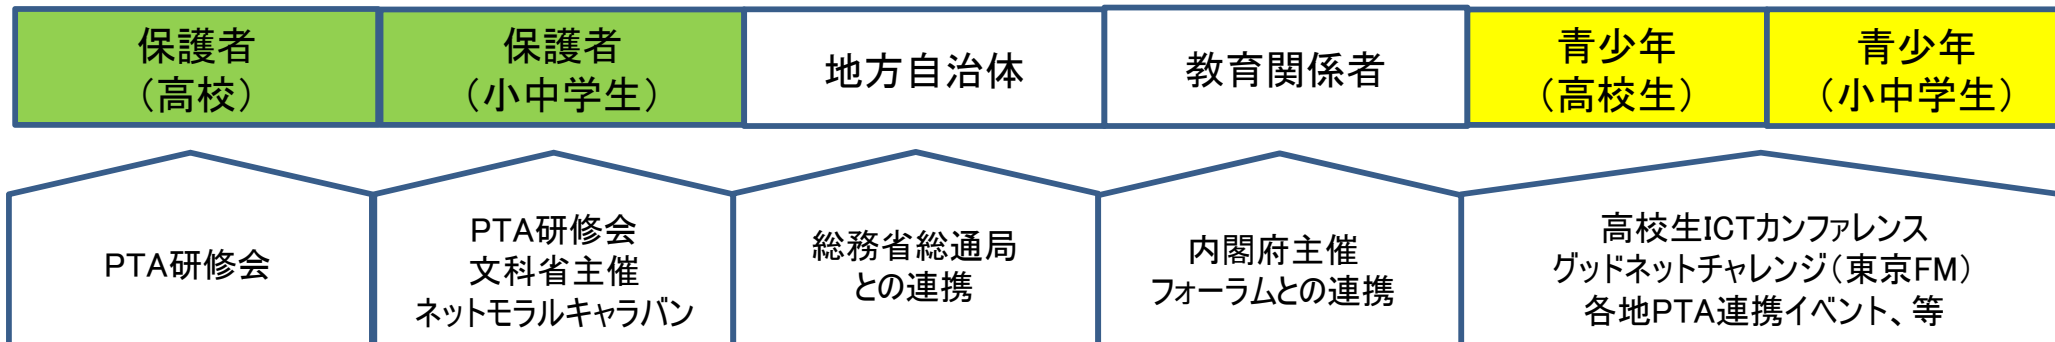 保護者
（高校）
保護者
（小中学生）
地方自治体
教育関係者
青少年
（高校生）
青少年
（小中学生）
PTA研修会
PTA研修会
文科省主催
ネットモラルキャラバン
総務省総通局
との連携
内閣府主催
フォーラムとの連携
高校生ICTカンファレンス
グッドネットチャレンジ（東京FM）
各地PTA連携イベント、等